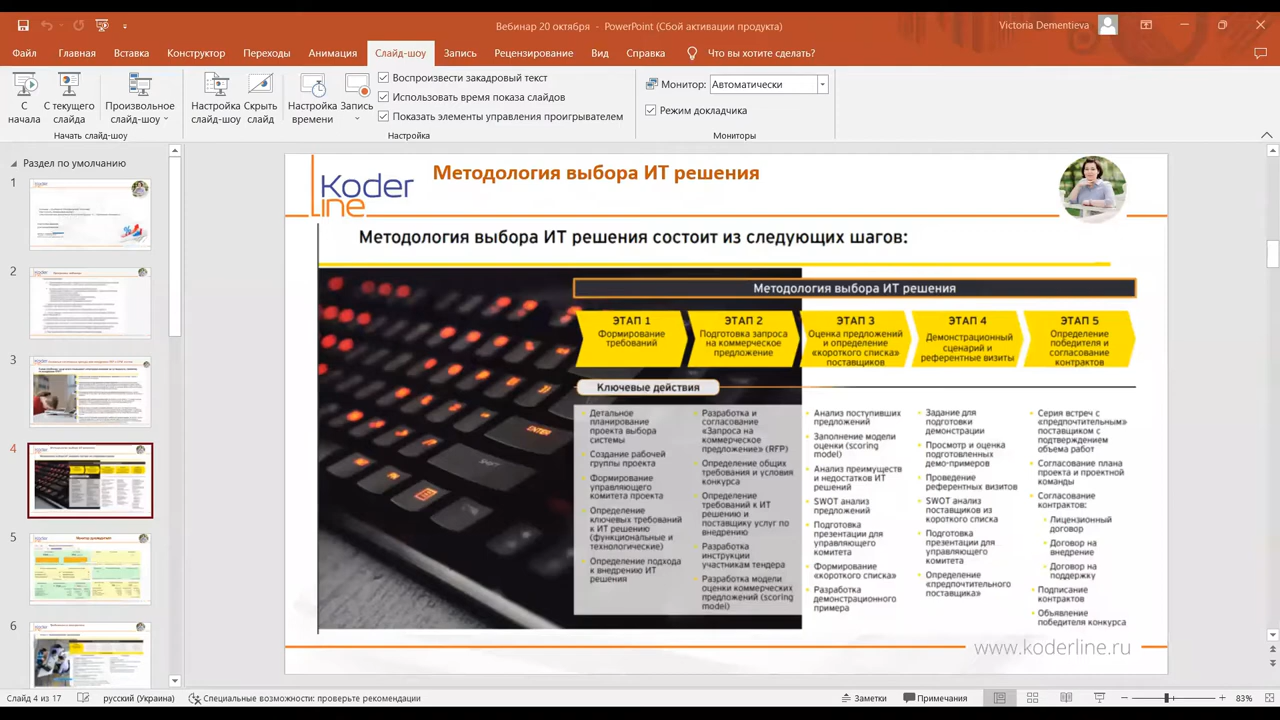 Вебинар 20 октября - PowerPoint (Сбой активации продукта)
Victoria Dementieva
Файл Главная Вставка Конструктор Переходы Анимация Слайд-шоу Запись Рецензирование Вид Справка Что вы хотите сделать?
С начала
С текущего слайда
Произвольное слайд-шоу
Начать слайд-шоу
Настройка слайд-шоу
Скрыть слайд
Настройка времени
Запись
Воспроизвести закадровый текст
Использовать время показа слайдов
Показать элементы управления проигрывателем
Настройка
Монитор: Автоматически
Режим докладчика
Мониторы
Раздел по умолчанию
1
2
3
4
5
6
Koder line
Методология выбора ИТ решения
Методология выбора ИТ решения состоит из следующих шагов:
Методология выбора ИТ решения
ЭТАП 1
Формирование
требований
ЭТАП 2
Подготовка запроса
на коммерческое
предложение
ЭТАП 3
Оценка предложений
и определение
«короткого списка»
поставщиков
ЭТАП 4
Демонстрационный
сценарий и
референтные визиты
ЭТАП 5
Определение
победителя и
согласование
контрактов
Ключевые действия
Детальное
планирование
проекта выбора
системы
Создание рабочей
группы проекта
Формирование
управляющего
комитета проекта
Определение
ключевых требований
к ИТ решению
(функциональные и
технологические)
Определение подхода
к внедрению ИТ
решения
Разработка и
согласование
«Запроса на
коммерческое
предложение» (RFP)
Определение общих
требования и условия
конкурса
Определение
требований к ИТ
решению и
поставщику услуг по
внедрению
Разработка
инструкции
участникам тендера
Разработка модели
оценки коммерческих
предложений (scoring
model)
Анализ поступивших
предложений
Заполнение модели
оценки (scoring
model)
Анализ преимуществ
и недостатков ИТ
решений
SWOT анализ
предложений
Подготовка
презентации для
управляющего
комитета
Формирование
«короткого списка»
Разработка
демонстрационного
примера
Задание для
подготовки
демонстрации
Просмотр и оценка
подготовленных
демо-примеров
Проведение
референтных визитов
SWOT анализ
поставщиков из
короткого списка
Подготовка
презентации для
управляющего
комитета
Определение
«предпочтительного
поставщика»
Серия встреч с
«предпочтительным»
поставщиком с
подтверждением
объема работ
Согласование плана
проекта и проектной
команды
Согласование
контрактов:
Лицензионный
договор
Договор на
внедрение
Договор на
поддержку
Подписание
контрактов
Объявление
победителя конкурса
www.koderline.ru
Слайд 4 из 17 русский (Украина) Специальные возможности: проверьте рекомендации Заметки Примечания 83%